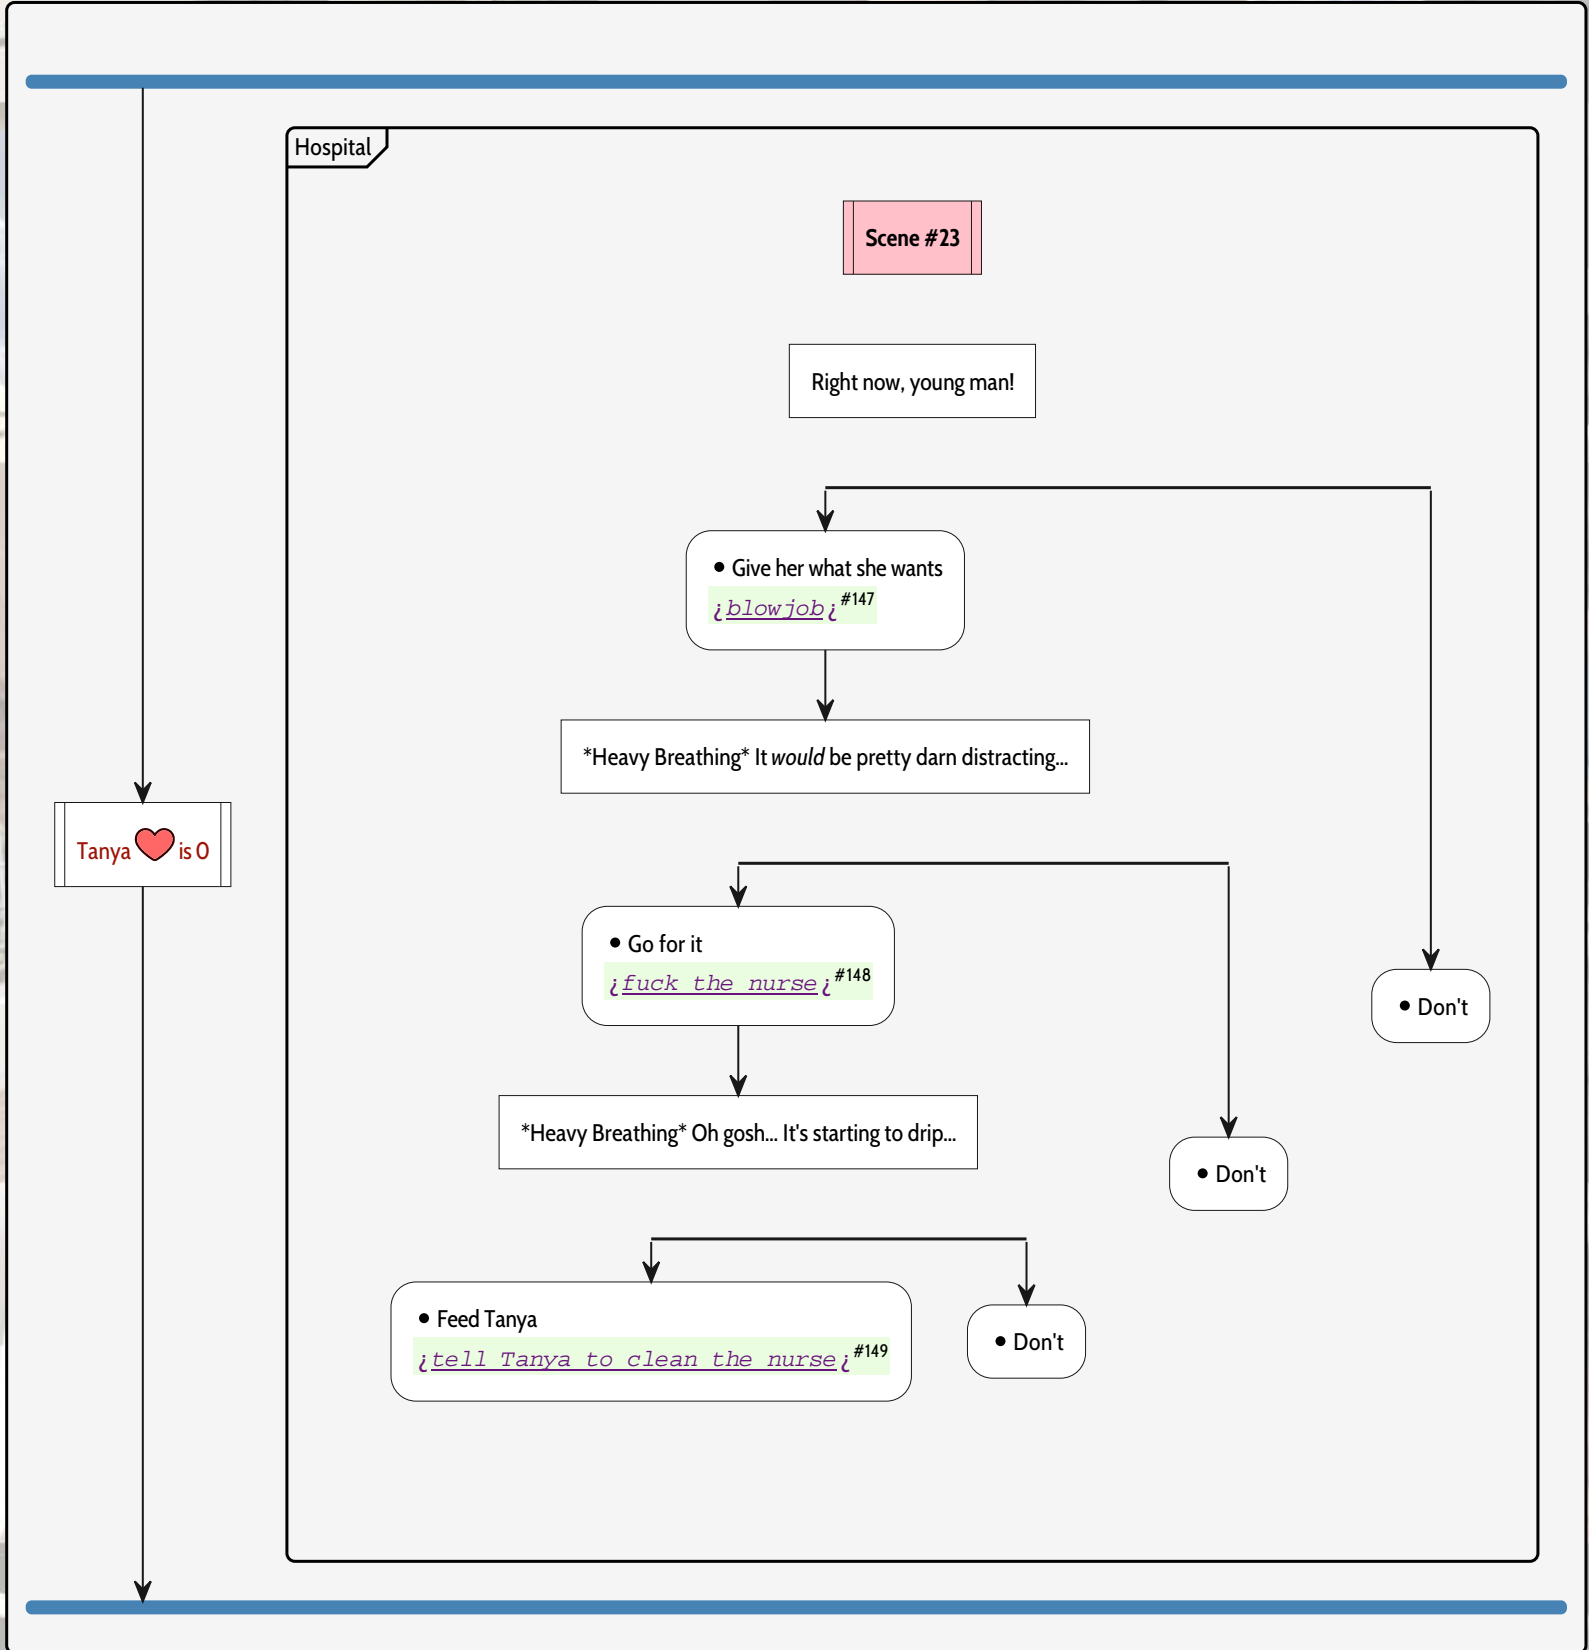 Hospital
Scene #23
Right now, young man!
• Give her what she wants
¿blowjob¿#147
*Heavy Breathing* It would be pretty darn distracting...
Tanya ❤ is 0
• Go for it
¿fuck the nurse¿#148
• Don't
*Heavy Breathing* Oh gosh... It's starting to drip...
• Don't
• Feed Tanya
¿tell Tanya to clean the nurse¿#149
• Don't